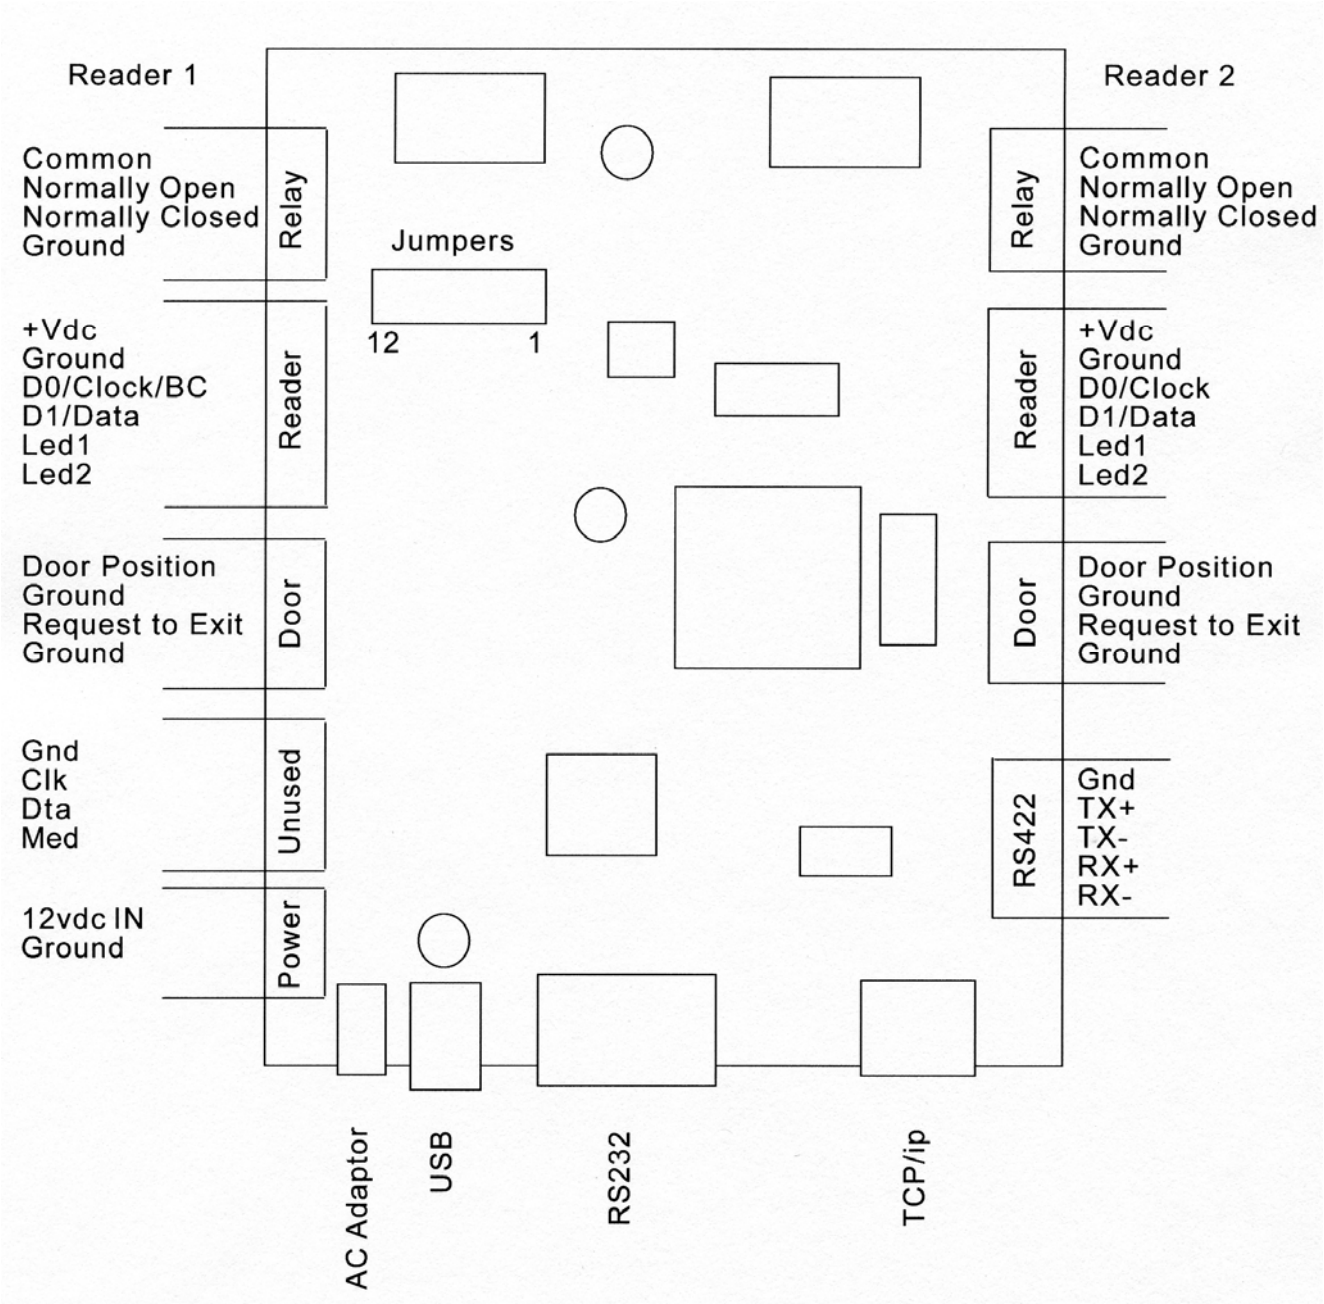 Reader 1
Common
Normally Open
Normally Closed
Ground
Relay
+Vdc
Ground
D0/Clock/BC
D1/Data
Led1
Led2
Reader
Door Position
Ground
Request to Exit
Ground
Door
Gnd
Clk
Dta
Med
Unused
12vdc IN
Ground
Power
Jumpers
12 1
Reader 2
Relay
Common
Normally Open
Normally Closed
Ground
Reader
+Vdc
Ground
D0/Clock
D1/Data
Led1
Led2
Door
Door Position
Ground
Request to Exit
Ground
RS422
Gnd
TX+
TX-
RX+
RX-
AC Adaptor
USB
RS232
TCP/ip